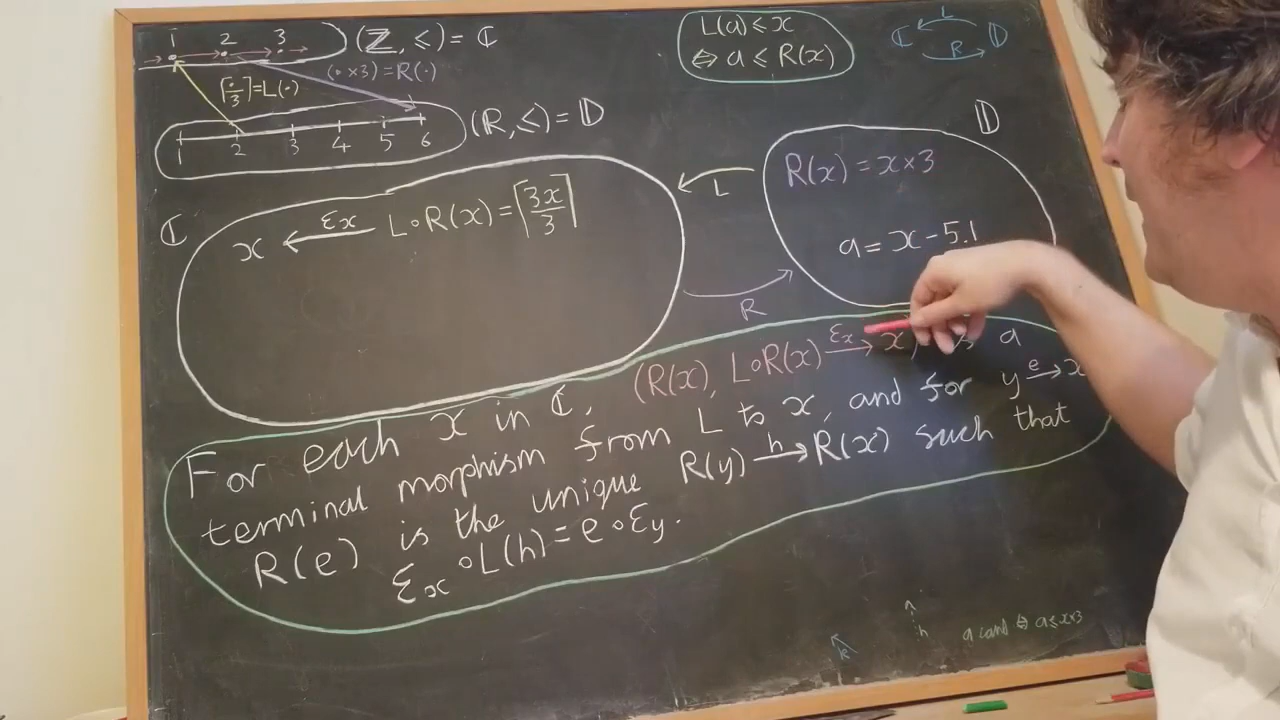 1 2 3 (ℤ, ≤) = ℂ
(· ×3) = R(·)
⌈·/3⌉ = L(·)
1 2 3 4 5 6 (R, ≤) = 𝔻
L(a) ≤ x
⇔ a ≤ R(x)
L
ℂ 𝔻
R
𝔻
R(x) = x×3
a = x - 5.1
L
R
ℂ
x ←εx L∘R(x) = ⌈3x/3⌉
For each x in ℂ, (R(x), L∘R(x) →εx x) is a
terminal morphism from L to x, and for y →e x
R(e) is the unique R(y) →h R(x) such that
εx ∘ L(h) = e ∘ εy.
h